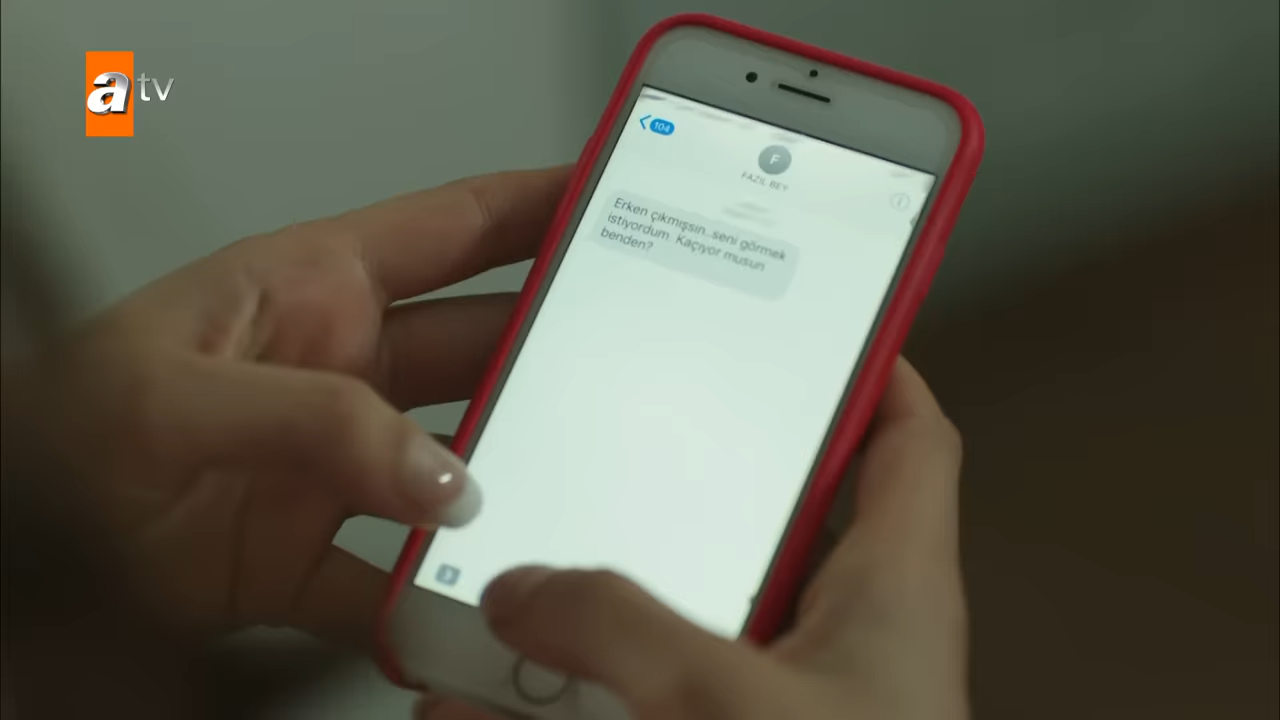 atv
104
F
FAZIL BEY
Erken çıkmışsın..seni görmek
istiyordum Kaçıyor musun
benden?